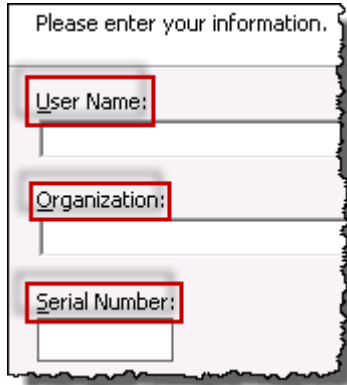 Please enter your information.
User Name:
Organization:
Serial Number: